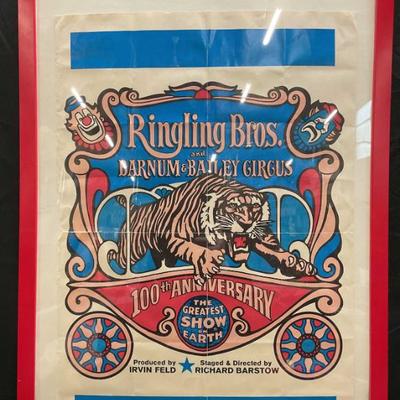 Ringling Bros.
and
BARNUM & BAILEY CIRCUS
100th ANNIVERSARY
THE
GREATEST
SHOW
ON
EARTH
Produced by
IRVIN FELD
Staged & Directed by
RICHARD BARSTOW